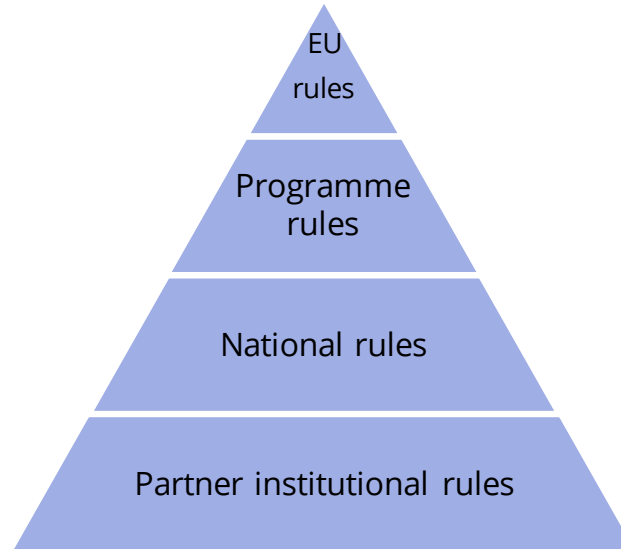 EU
rules
Programme
rules
National rules
Partner institutional rules